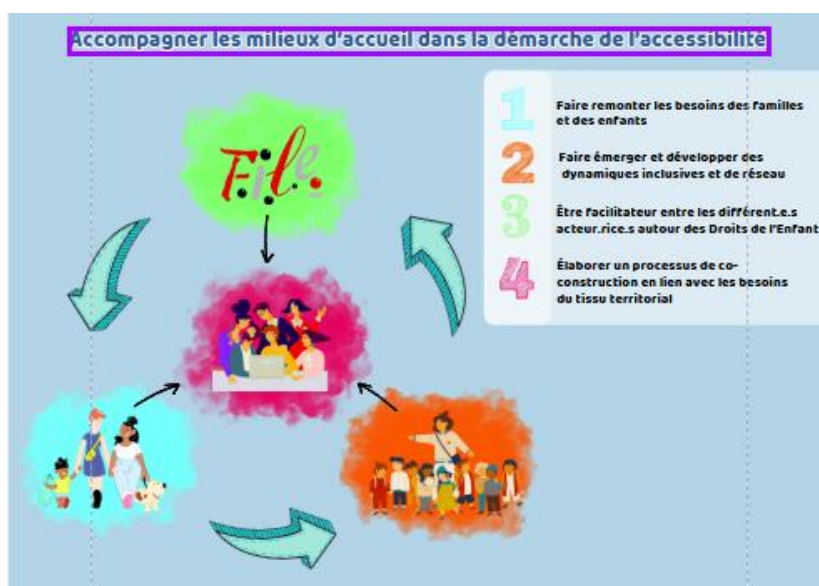 Accompagner les milieux d'accueil dans la démarche de l'accessibilité
1
Faire remonter les besoins des familles
et des enfants
2
Faire émerger et développer des
dynamiques inclusives et de réseau
3
Être facilitateur entre les différent.e.s
acteur.rice.s autour des Droits de l'Enfant
4
Élaborer un processus de co-
construction en lien avec les besoins
du tissu territorial
FiLe